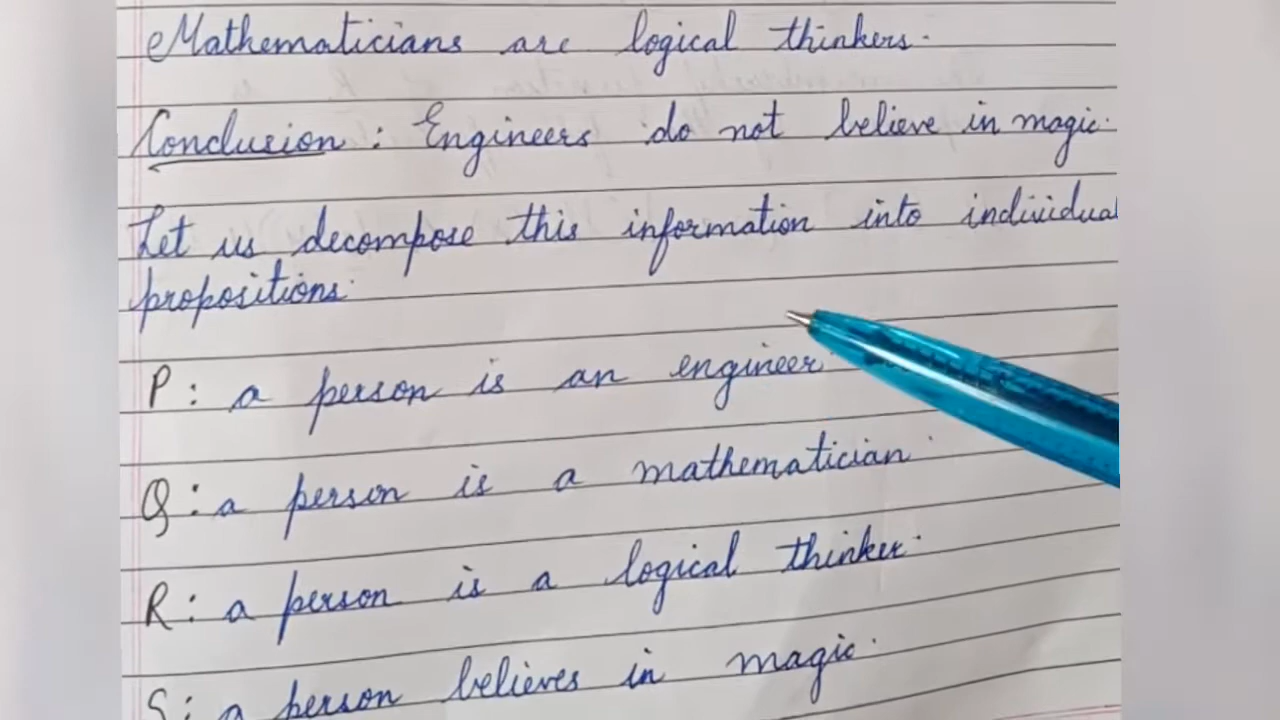 Mathematicians are logical thinkers.
Conclusion : Engineers do not believe in magic.
Let us decompose this information into individual
propositions.
P : a person is an engineer.
Q : a person is a mathematician.
R : a person is a logical thinker.
S : a person believes in magic.